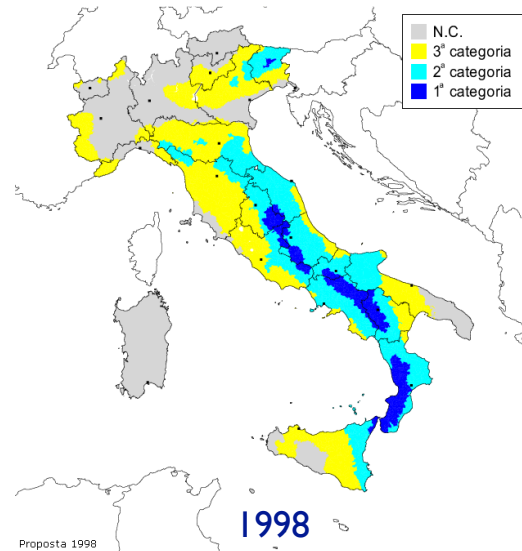 N.C.
3ª categoria
2ª categoria
1ª categoria
1998
Proposta 1998